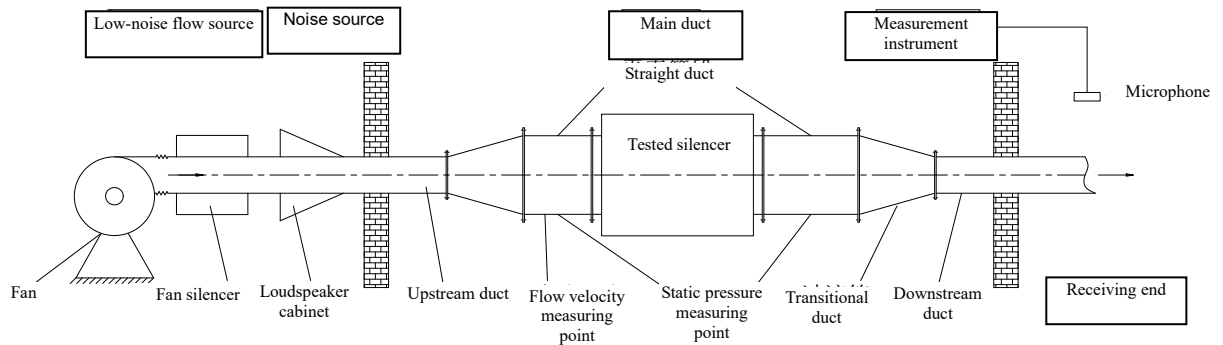 Low-noise flow source
Noise source
Main duct
Measurement
instrument
Straight duct
Microphone
Tested silencer
Fan
Fan silencer
Loudspeaker
cabinet
Upstream duct
Flow velocity
measuring
point
Static pressure
measuring
point
Transitional
duct
Downstream
duct
Receiving end